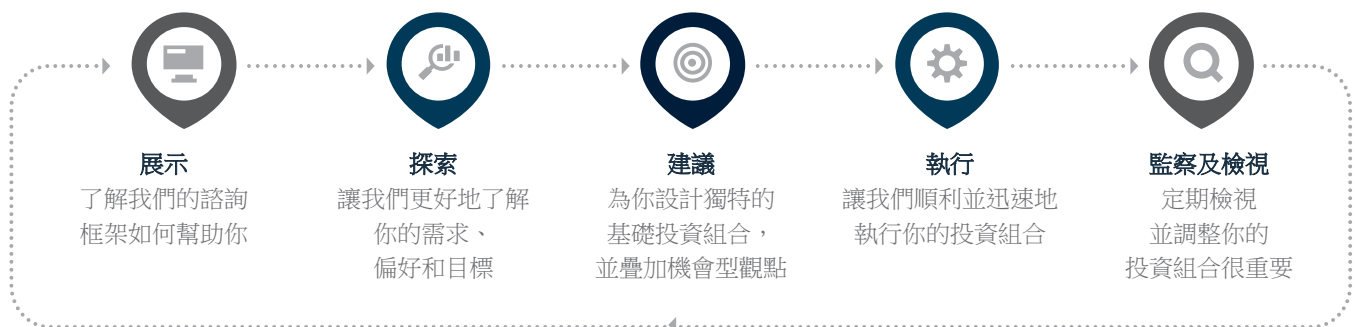 展示
了解我們的諮詢
框架如何幫助你
探索
讓我們更好地了解
你的需求、
偏好和目標
建議
為你設計獨特的
基礎投資組合，
並疊加機會型觀點
執行
讓我們順利並迅速地
執行你的投資組合
監察及檢視
定期檢視
並調整你的
投資組合很重要